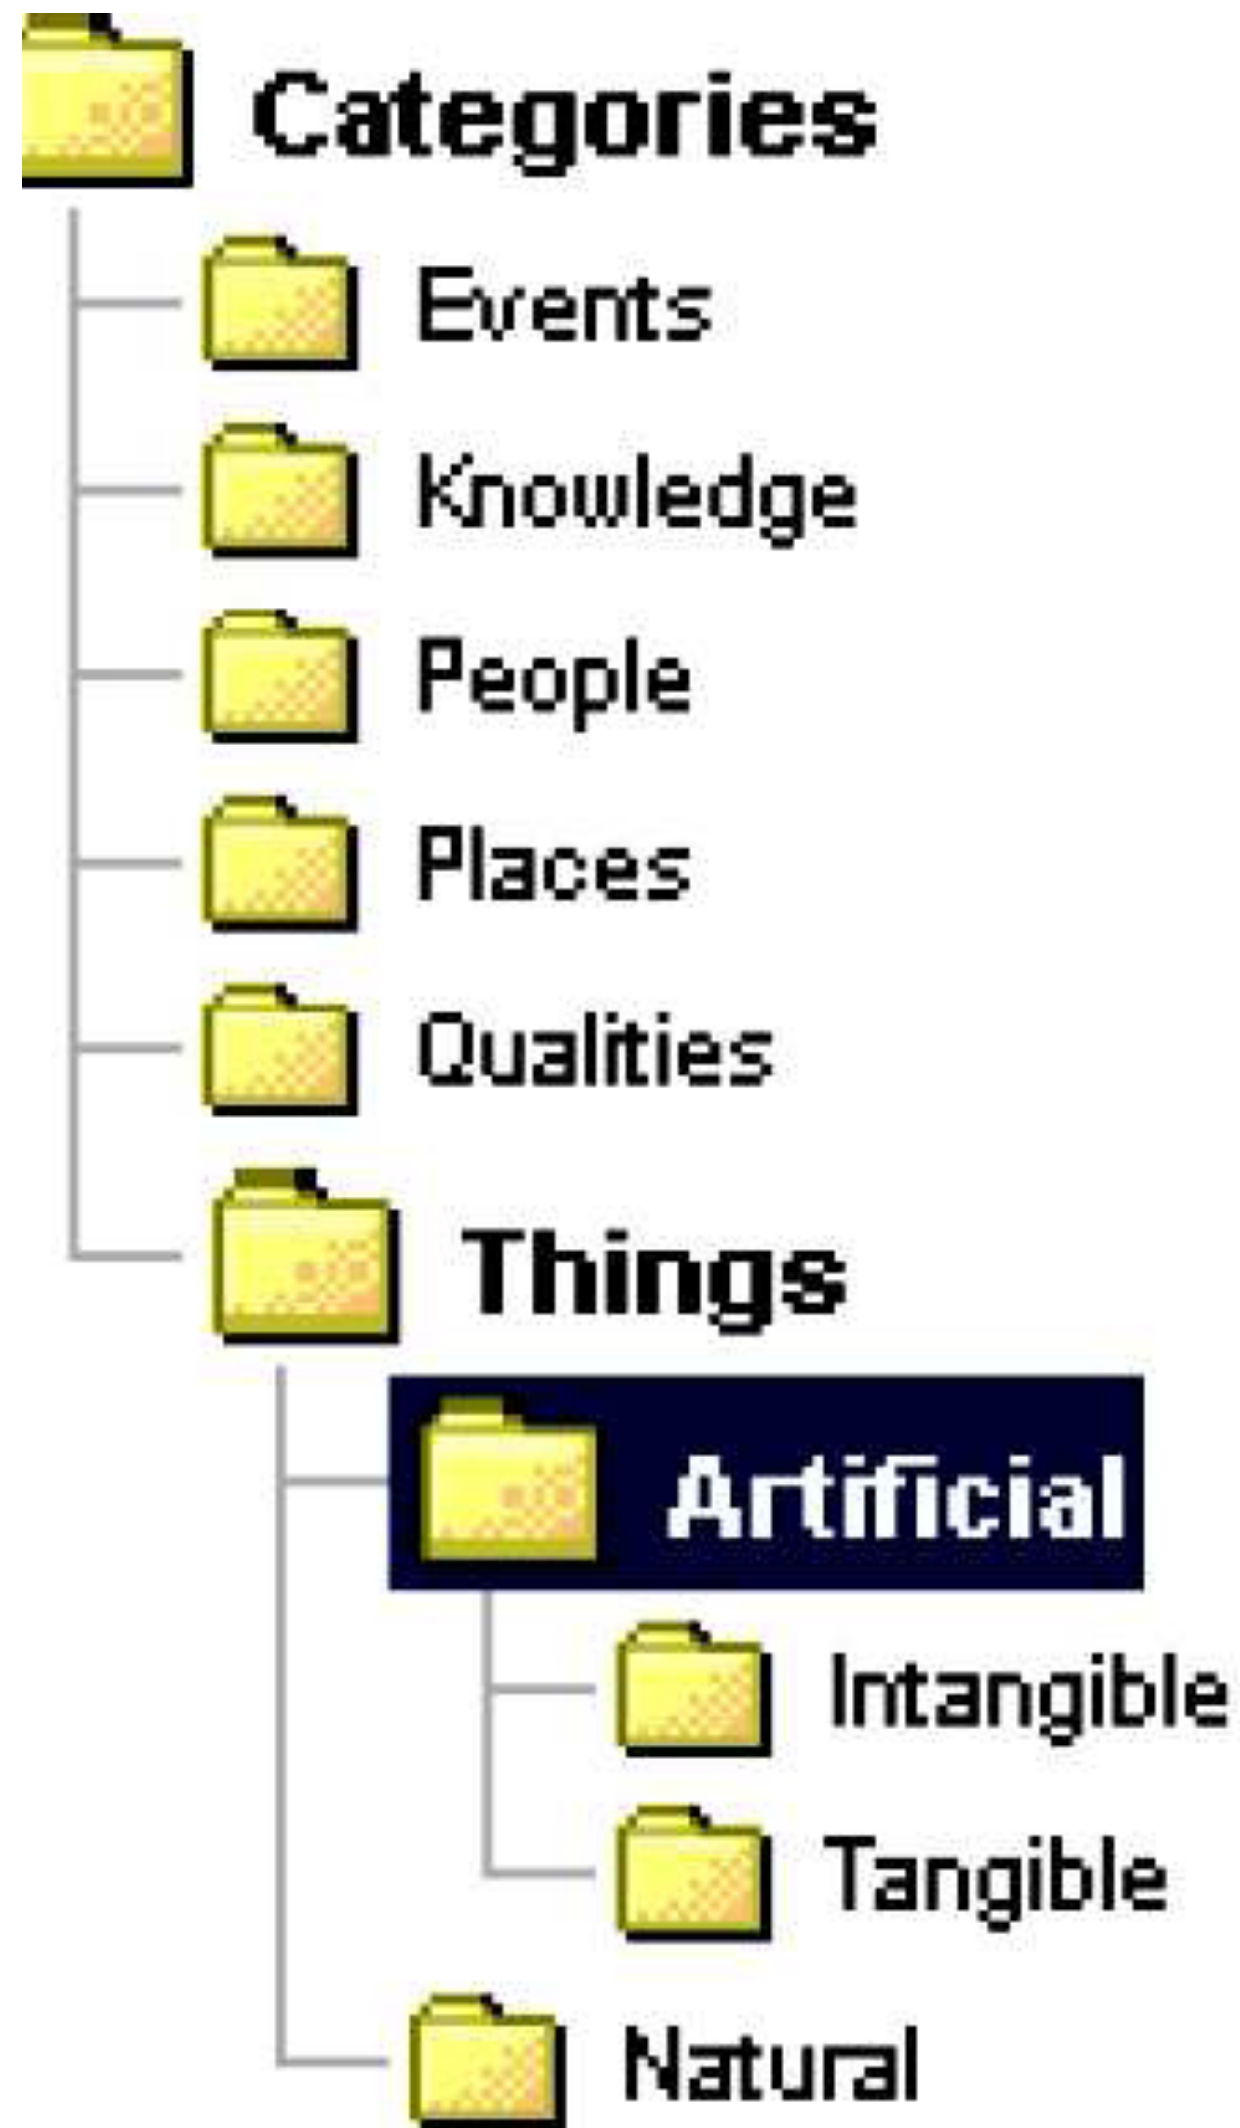 Categories
Events
Knowledge
People
Places
Qualities
Things
Artificial
Intangible
Tangible
Natural